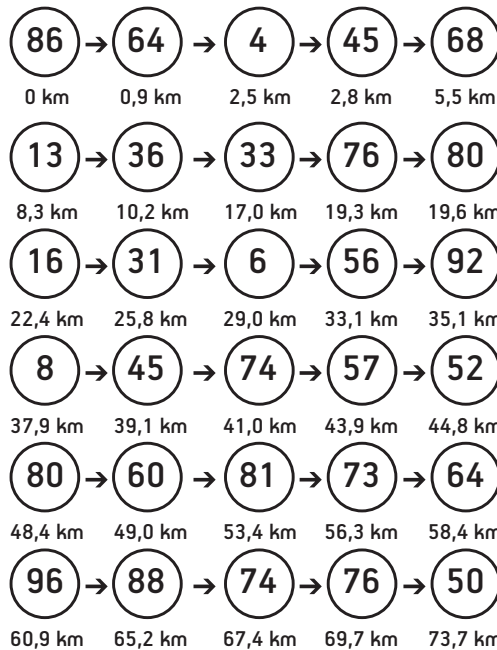 86 → 64 → 4 → 45 → 68
0 km 0,9 km 2,5 km 2,8 km 5,5 km
13 → 36 → 33 → 76 → 80
8,3 km 10,2 km 17,0 km 19,3 km 19,6 km
16 → 31 → 6 → 56 → 92
22,4 km 25,8 km 29,0 km 33,1 km 35,1 km
8 → 45 → 74 → 57 → 52
37,9 km 39,1 km 41,0 km 43,9 km 44,8 km
80 → 60 → 81 → 73 → 64
48,4 km 49,0 km 53,4 km 56,3 km 58,4 km
96 → 88 → 74 → 76 → 50
60,9 km 65,2 km 67,4 km 69,7 km 73,7 km